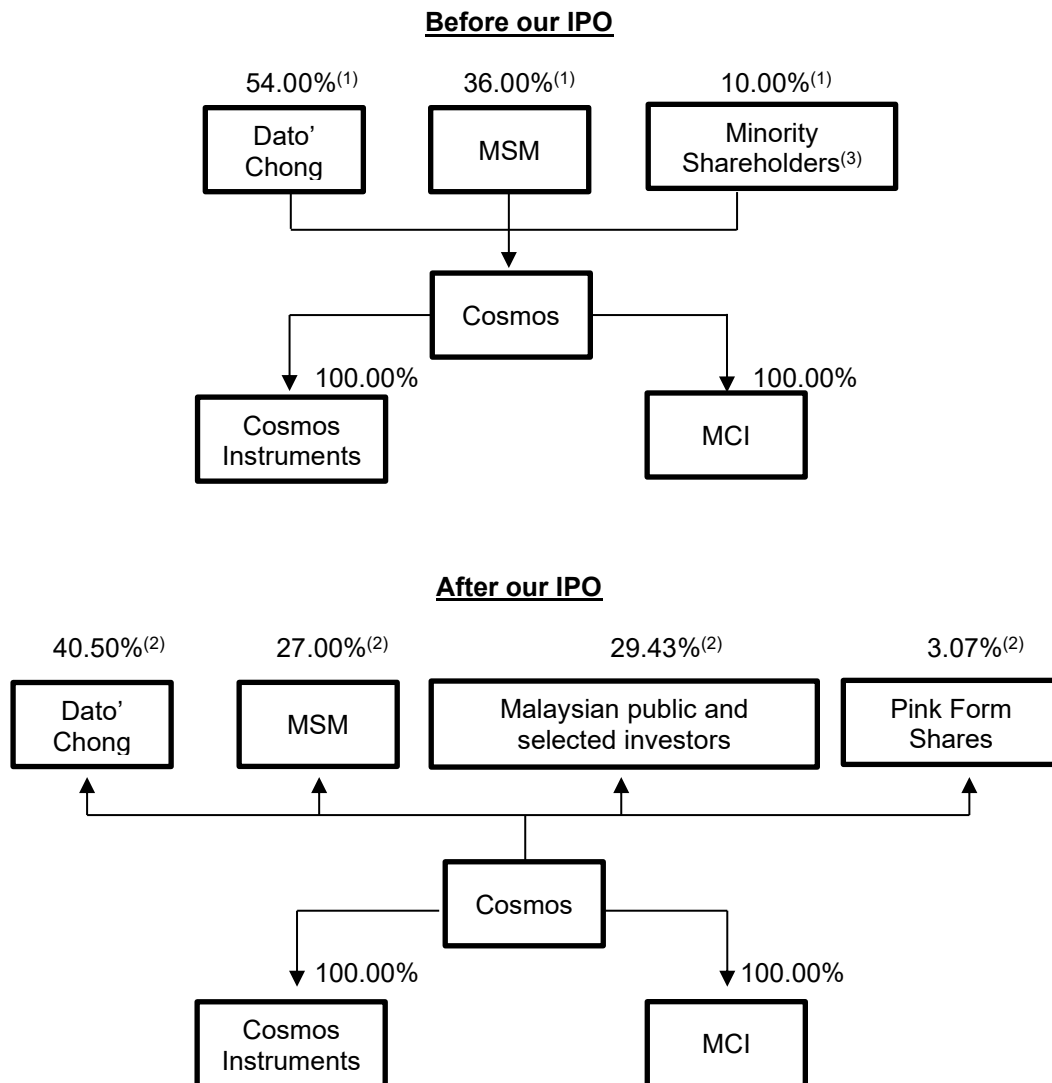 Before our IPO
54.00%(1)
36.00%(1)
10.00%(1)
Dato’
Chong
MSM
Minority
Shareholders(3)
Cosmos
100.00%
100.00%
Cosmos
Instruments
MCI
After our IPO
40.50%(2)
27.00%(2)
29.43%(2)
3.07%(2)
Dato’
Chong
MSM
Malaysian public and
selected investors
Pink Form
Shares
Cosmos
100.00%
100.00%
Cosmos
Instruments
MCI